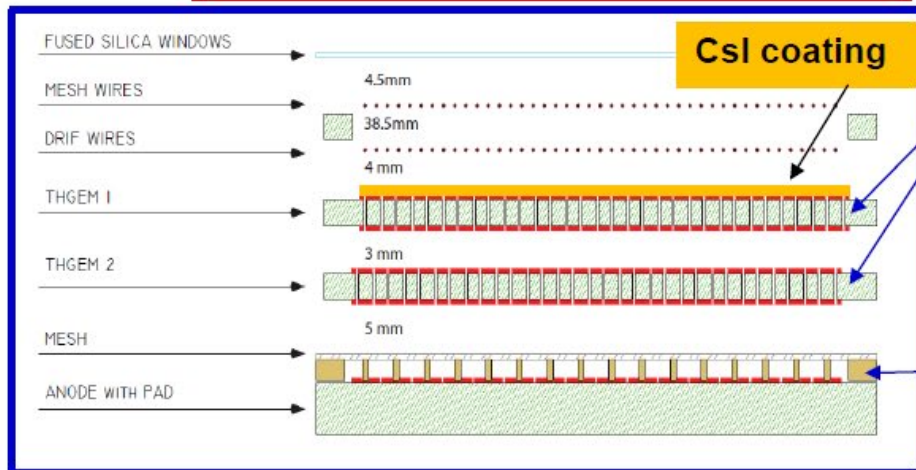 FUSED SILICA WINDOWS
CsI coating
4.5mm
MESH WIRES
38.5mm
DRIF WIRES
4 mm
THGEM 1
3 mm
THGEM 2
5 mm
MESH
ANODE WITH PAD